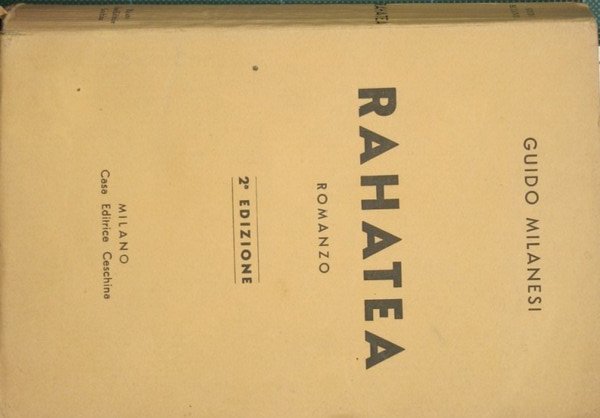 GUIDO MILANESI
RAHATEA
ROMANZO
2ª EDIZIONE
MILANO
Casa Editrice Ceschina